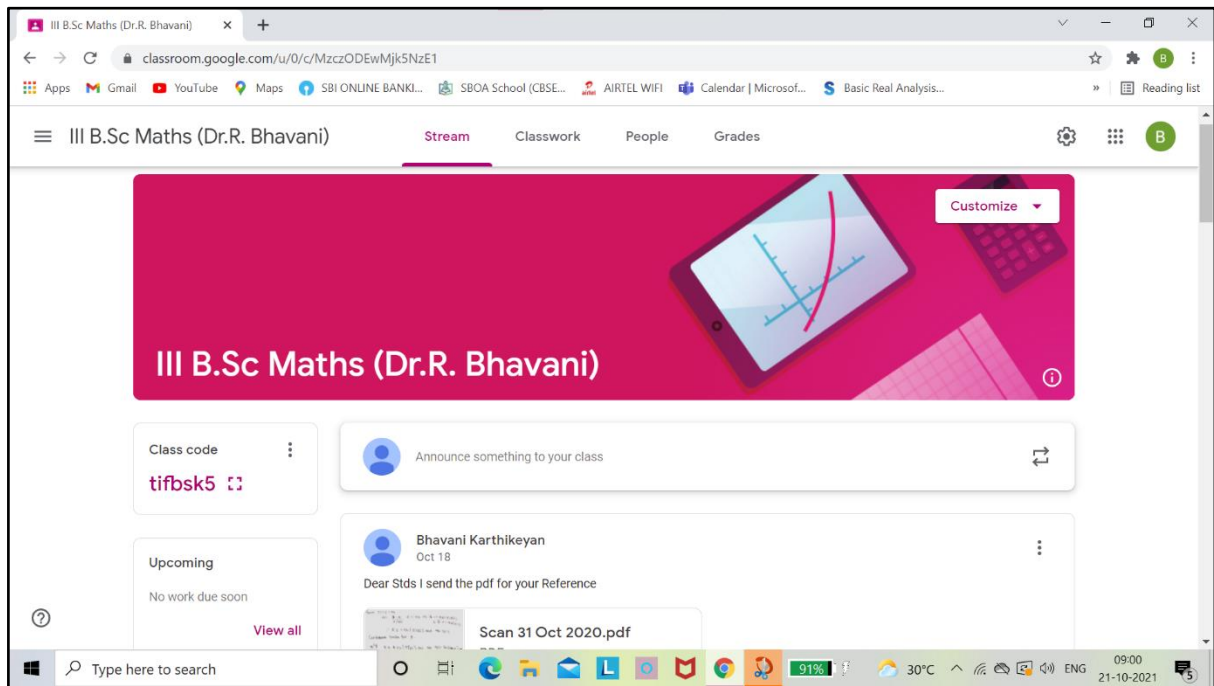 III B.Sc Maths (Dr.R. Bhavani)
classroom.google.com/u/0/c/MzczODEwMjk5NzE1
B
Apps Gmail YouTube Maps SBI ONLINE BANKI... SBOA School (CBSE... AIRTEL WIFI Calendar | Microsof... Basic Real Analysis... » Reading list
III B.Sc Maths (Dr.R. Bhavani) Stream Classwork People Grades B
Customize
III B.Sc Maths (Dr.R. Bhavani)
Class code
tifbsk5
Announce something to your class
Upcoming
No work due soon
View all
Bhavani Karthikeyan
Oct 18
Dear Stds I send the pdf for your Reference
Scan 31 Oct 2020.pdf
Type here to search L 91% 30°C ENG 09:00
21-10-2021 5